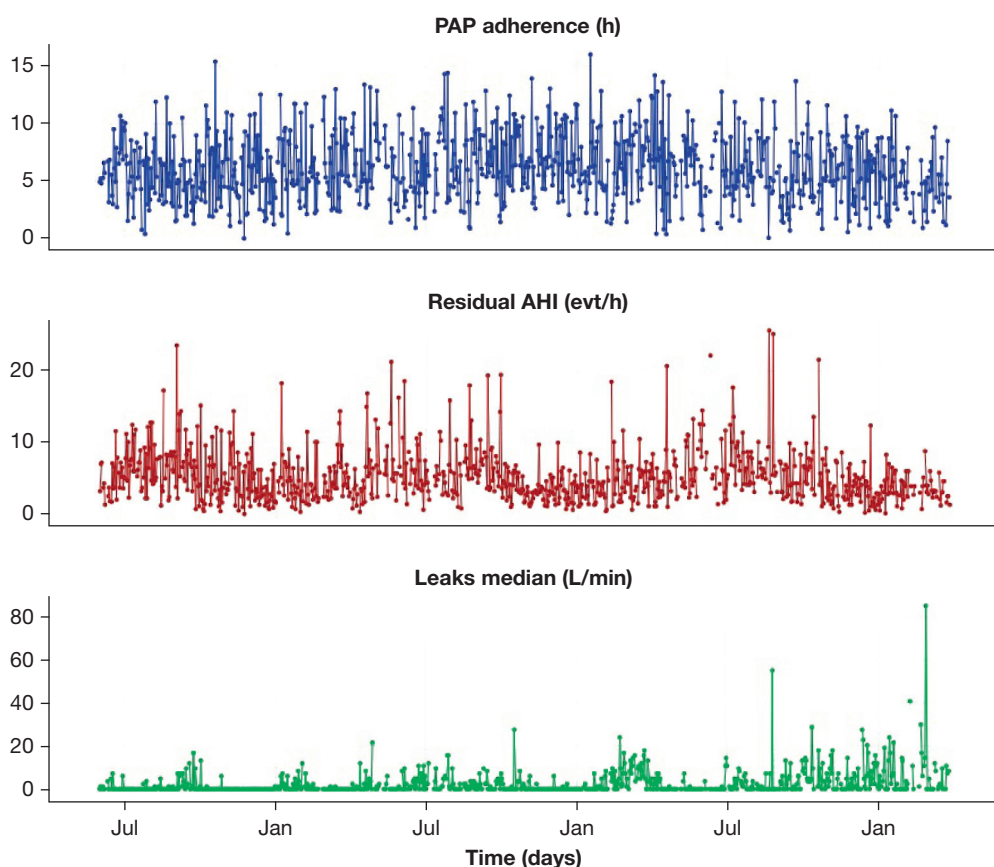 PAP adherence (h)
15
10
5
0
Residual AHI (evt/h)
20
10
0
Leaks median (L/min)
80
60
40
20
0
Jul Jan Jul Jan Jul Jan
Time (days)